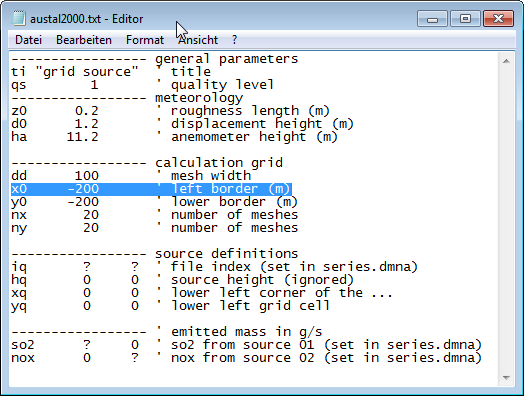 austal2000.txt - Editor
Datei Bearbeiten Format Ansicht ?
----------------- general parameters
ti "grid source"  ' title
qs       1        ' quality level
----------------- meteorology
z0     0.2        ' roughness length (m)
d0     1.2        ' displacement height (m)
ha    11.2        ' anemometer height (m)
----------------- calculation grid
dd     100        ' mesh width
x0    -200        ' left border (m)
y0    -200        ' lower border (m)
nx      20        ' number of meshes
ny      20        ' number of meshes
----------------- source definitions
iq      ?     ?  ' file index (set in series.dmna)
hq      0     0  ' source height (ignored)
xq      0     0  ' lower left corner of the ...
yq      0     0  ' lower left grid cell
----------------- ' emitted mass in g/s
so2     ?     0  ' so2 from source 01 (set in series.dmna)
nox     0     ?  ' nox from source 02 (set in series.dmna)